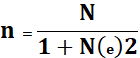 n = N
1 + N(e)2